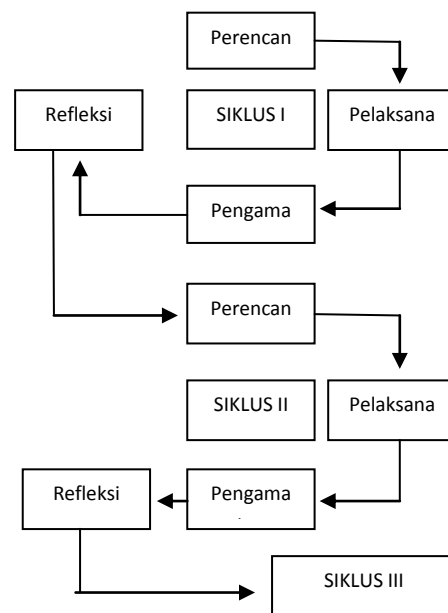 Perencan
Refleksi
SIKLUS I
Pelaksana
Pengama
Perencan
SIKLUS II
Pelaksana
Refleksi
Pengama
SIKLUS III